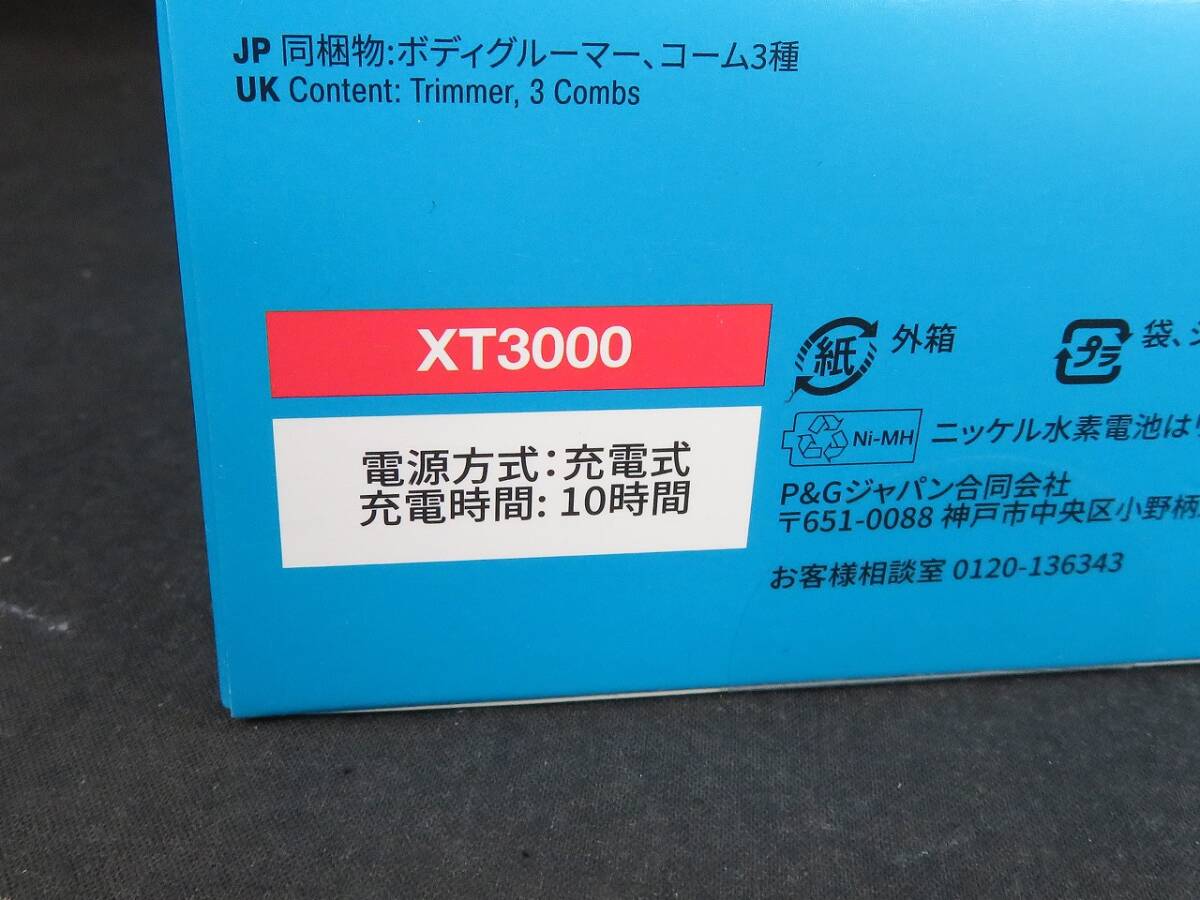 JP 同梱物:ボディグルーマー、コーム3種
UK Content: Trimmer, 3 Combs
XT3000
電源方式:充電式
充電時間: 10時間
紙 外箱
プラ 袋、シ
Ni-MH ニッケル水素電池はリ
P&Gジャパン合同会社
〒651-0088 神戸市中央区小野柄
お客様相談室 0120-136343